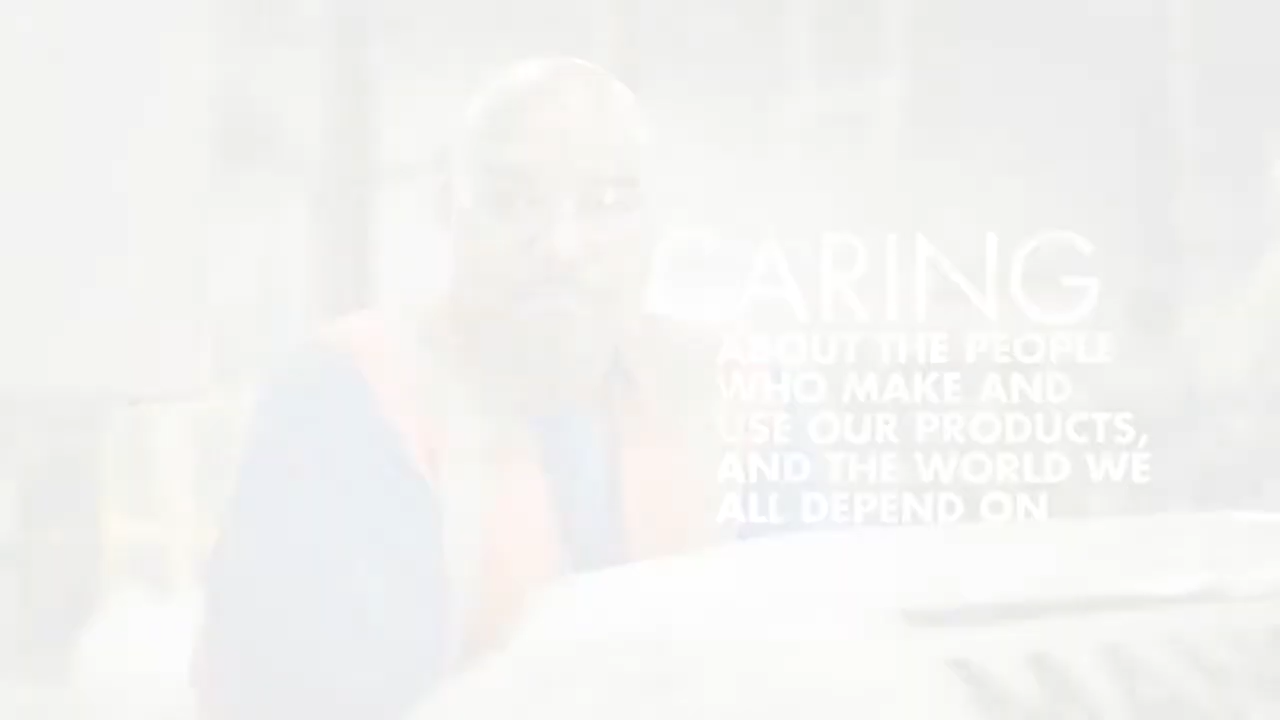 CARING
ABOUT THE PEOPLE
WHO MAKE AND
USE OUR PRODUCTS,
AND THE WORLD WE
ALL DEPEND ON